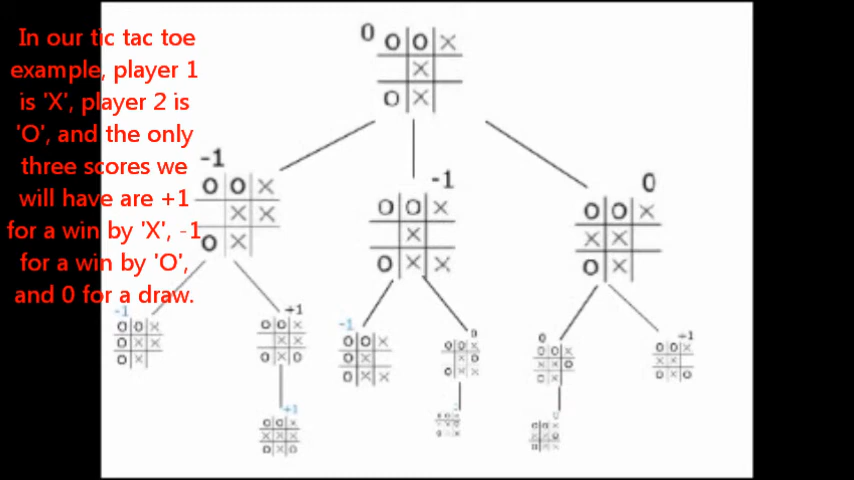 In our tic tac toe
example, player 1
is 'X', player 2 is
'O', and the only
three scores we
will have are +1
for a win by 'X', -1
for a win by 'O',
and 0 for a draw.
0
O O X
X
O X
-1
O O X
X X
O X
-1
O O X
X
O X X
0
O O X
X X
O X
-1
O O X
O X X
O X
+1
O O X
X X
O X O
-1
O O X
O X
O X X
0
O O X
X O
O X X
0
O O X
X X O
O X
+1
O O X
X X
O X O
+1
O O X
X X X
O X O